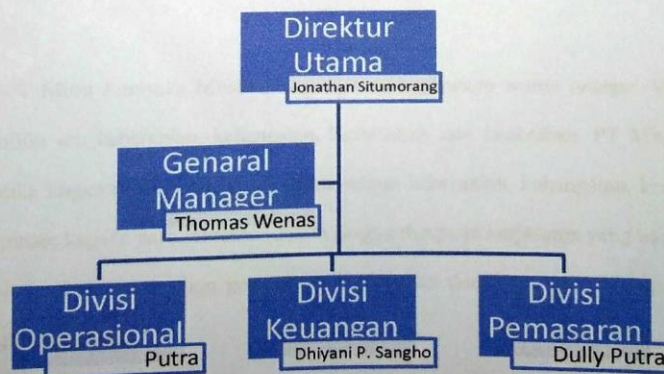 Direktur
Utama
Jonathan Situmorang
Genaral
Manager
Thomas Wenas
Divisi
Operasional
Putra
Divisi
Keuangan
Dhiyani P. Sangho
Divisi
Pemasaran
Dully Putra